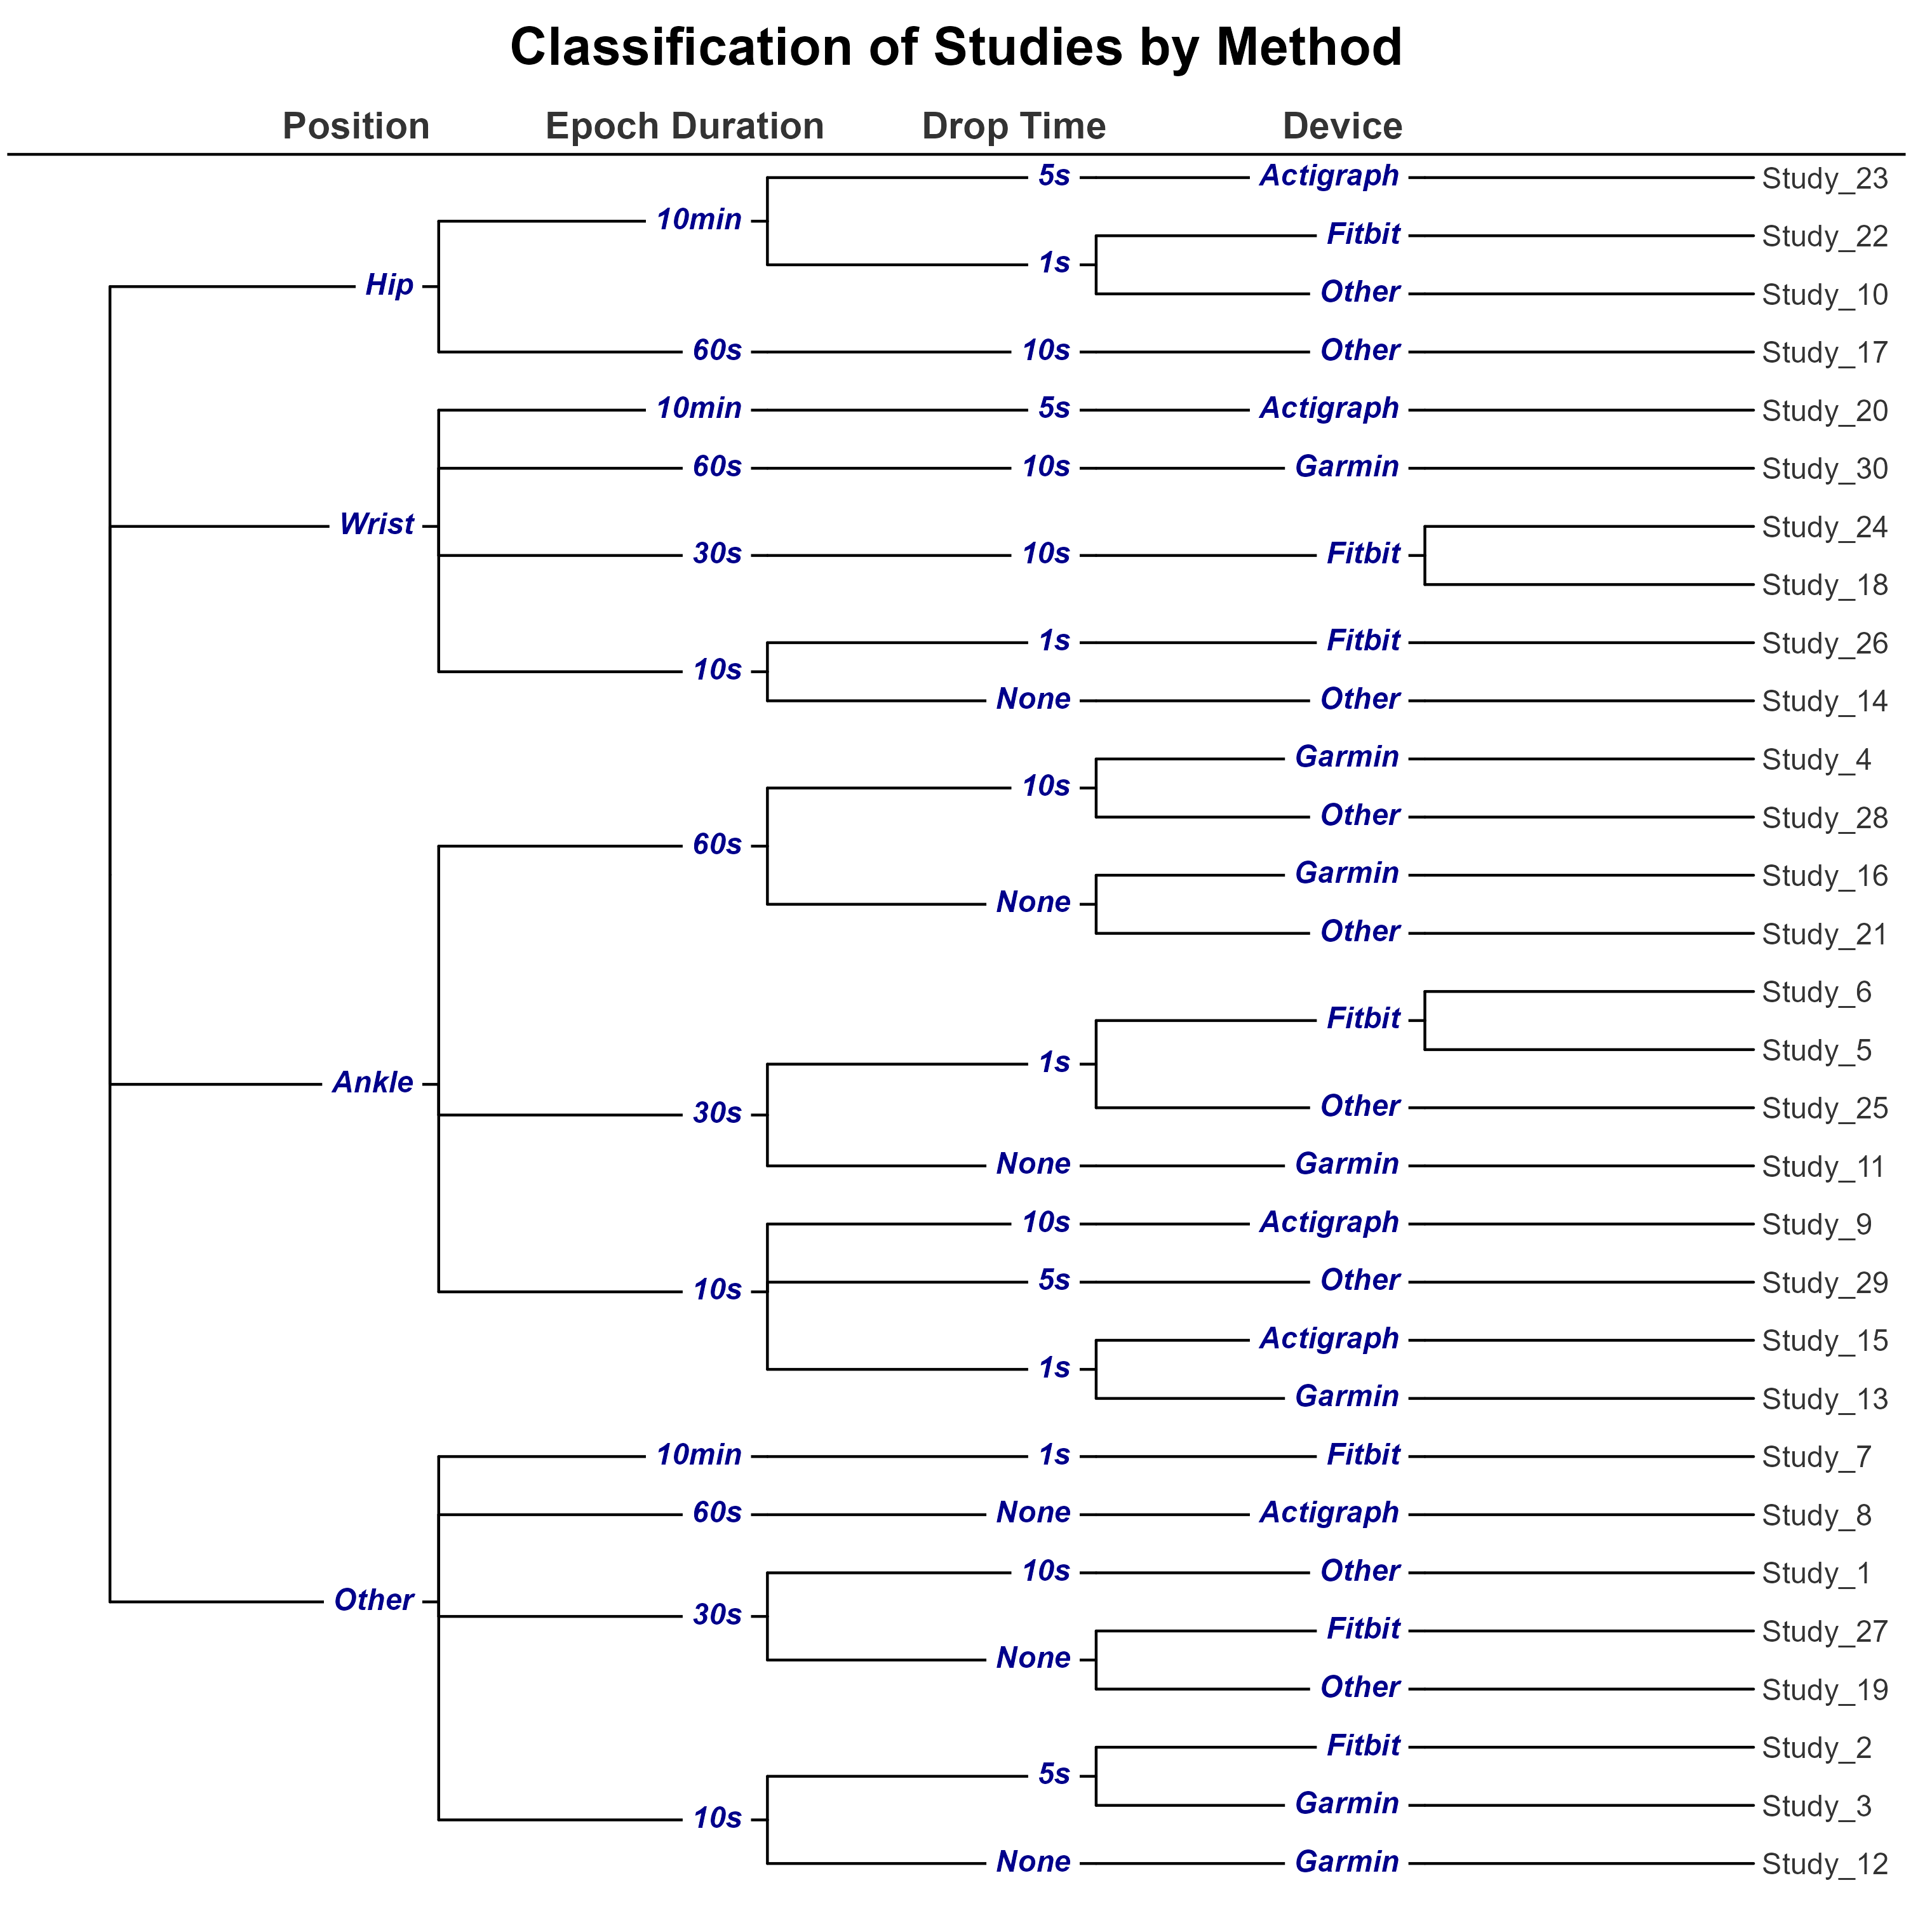 Classification of Studies by Method
Position Epoch Duration Drop Time Device
5s Actigraph Study_23
10min
Fitbit Study_22
1s
Hip
Other Study_10
60s 10s Other Study_17
10min 5s Actigraph Study_20
60s 10s Garmin Study_30
Wrist
Study_24
30s 10s Fitbit
Study_18
1s Fitbit Study_26
10s
None Other Study_14
Garmin Study_4
10s
Other Study_28
60s
Garmin Study_16
None
Other Study_21
Study_6
Fitbit
Study_5
1s
Ankle
Other Study_25
30s
None Garmin Study_11
10s Actigraph Study_9
5s Other Study_29
10s
Actigraph Study_15
1s
Garmin Study_13
10min 1s Fitbit Study_7
60s None Actigraph Study_8
10s Other Study_1
Other
30s
Fitbit Study_27
None
Other Study_19
Fitbit Study_2
5s
Garmin Study_3
10s
None Garmin Study_12